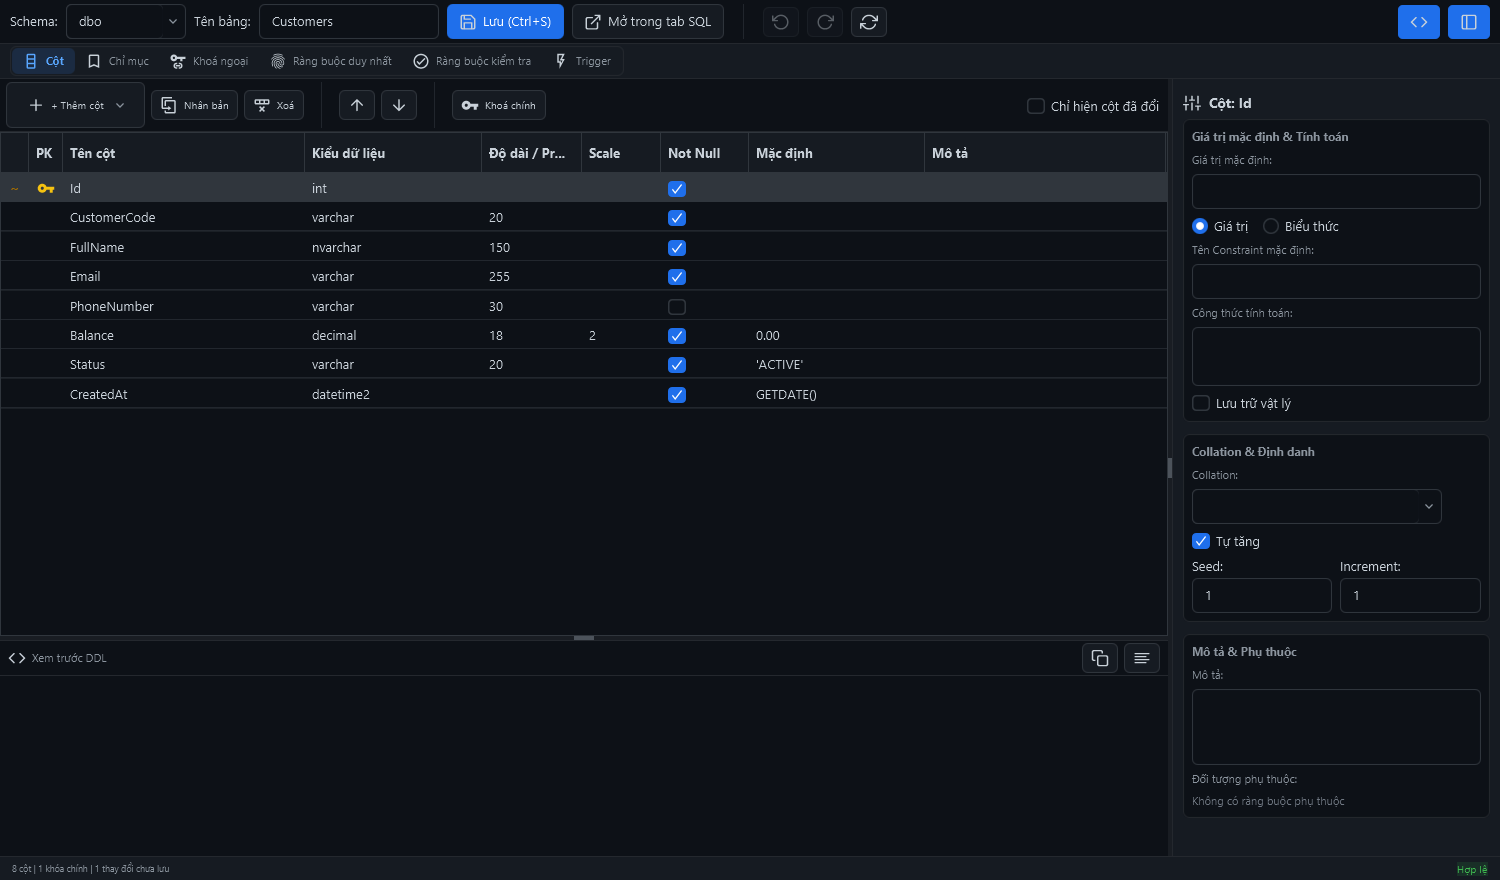 Schema: dbo Tên bảng: Customers Lưu (Ctrl+S) Mở trong tab SQL
Cột Chỉ mục Khoá ngoại Ràng buộc duy nhất Ràng buộc kiểm tra Trigger
+ Thêm cột Nhân bản Xoá Khoá chính Chỉ hiện cột đã đổi
PK Tên cột Kiểu dữ liệu Độ dài / Pr... Scale Not Null Mặc định Mô tả
~ Id int
CustomerCode varchar 20
FullName nvarchar 150
Email varchar 255
PhoneNumber varchar 30
Balance decimal 18 2 0.00
Status varchar 20 'ACTIVE'
CreatedAt datetime2 GETDATE()
Xem trước DDL
Cột: Id
Giá trị mặc định & Tính toán
Giá trị mặc định:
Giá trị Biểu thức
Tên Constraint mặc định:
Công thức tính toán:
Lưu trữ vật lý
Collation & Định danh
Collation:
Tự tăng
Seed: Increment:
1 1
Mô tả & Phụ thuộc
Mô tả:
Đối tượng phụ thuộc:
Không có ràng buộc phụ thuộc
8 cột | 1 khóa chính | 1 thay đổi chưa lưu Hợp lệ